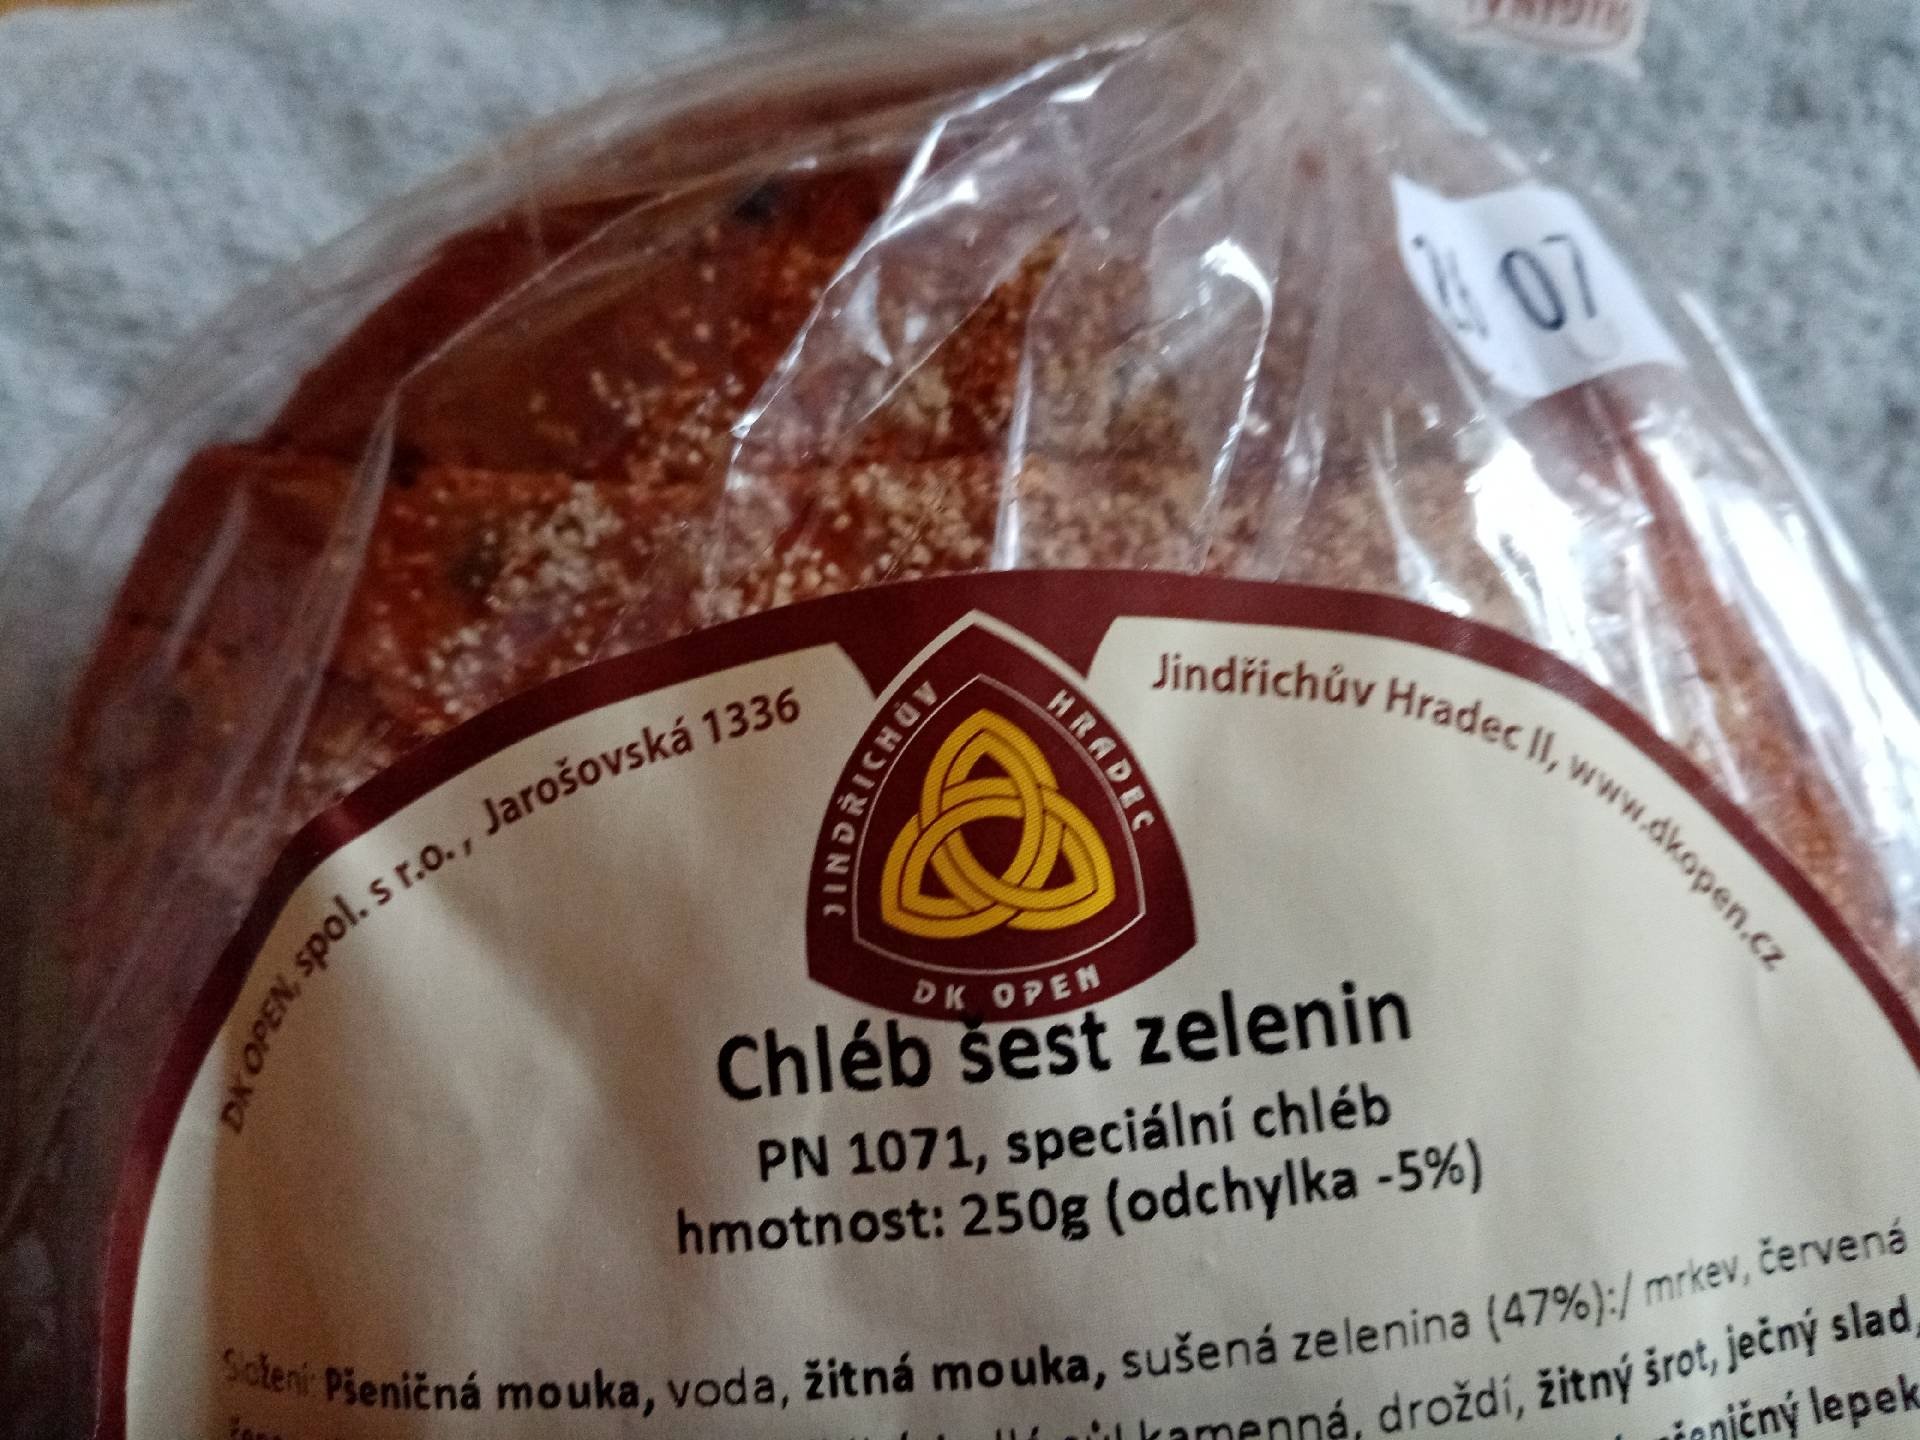 07
DK OPEN, spol. s r.o., Jarošovská 1336
Jindřichův Hradec II, www.dkopen.cz
JINDŘICHŮV HRADEC
DK OPEN
Chléb šest zelenin
PN 1071, speciální chléb
hmotnost: 250g (odchylka -5%)
Složení: Pšeničná mouka, voda, žitná mouka, sušená zelenina (47%):/ mrkev, červená
kamenná, droždí, žitný šrot, ječný slad,
lepek